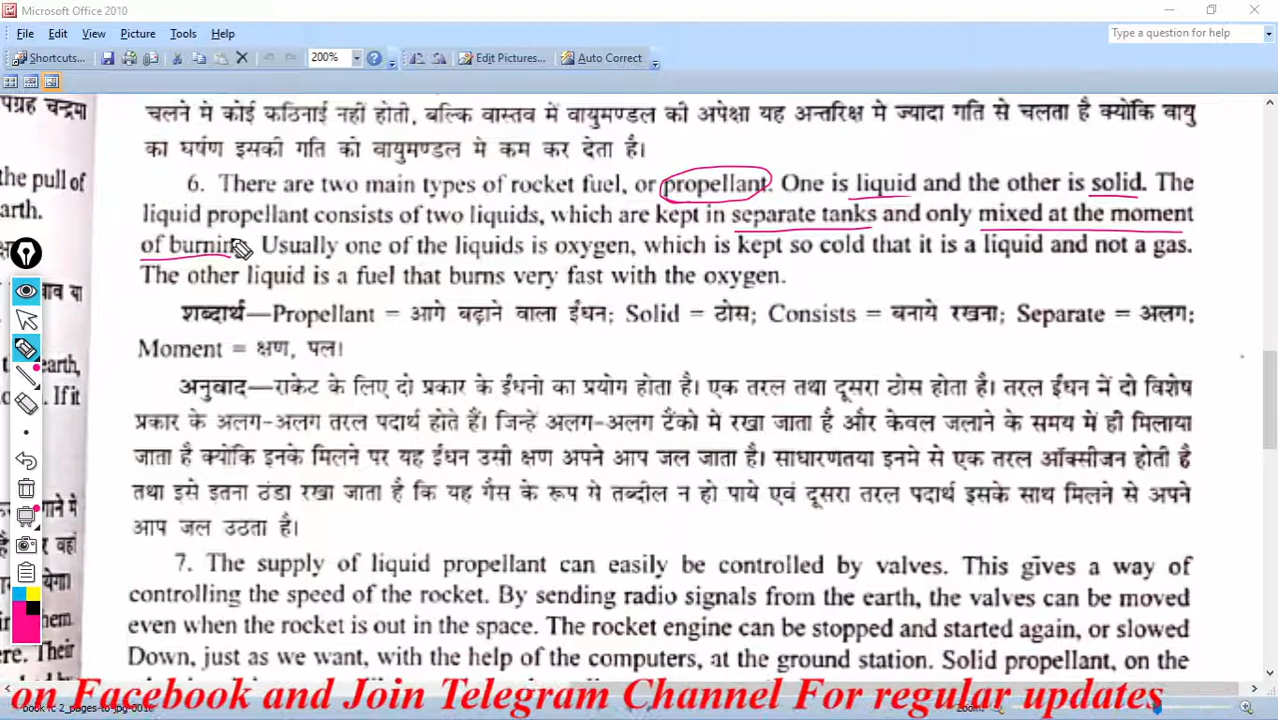 Microsoft Office 2010
File Edit View Picture Tools Help
Type a question for help
Shortcuts... 200% Edit Pictures... Auto Correct
पग्रह चन्द्रमा
the pull of
arth.
earth,
If it
them
Their
चलने मे कोई कठिनाई नही होती, बल्कि वास्तव में वायुमण्डल की अपेक्षा यह अन्तरिक्ष मे ज्यादा गति से चलता है क्योंकि वायु
का घर्षण इसकी गति को वायुमण्डल मे कम कर देता है।
6. There are two main types of rocket fuel, or propellant. One is liquid and the other is solid. The
liquid propellant consists of two liquids, which are kept in separate tanks and only mixed at the moment
of burning. Usually one of the liquids is oxygen, which is kept so cold that it is a liquid and not a gas.
The other liquid is a fuel that burns very fast with the oxygen.
शब्दार्थ—Propellant = आगे बढ़ाने वाला ईंधन; Solid = ठोस; Consists = बनाये रखना; Separate = अलग;
Moment = क्षण, पल।
अनुवाद—राकेट के लिए दो प्रकार के ईंधनो का प्रयोग होता है। एक तरल तथा दूसरा ठोस होता है। तरल ईंधन में दो विशेष
प्रकार के अलग-अलग तरल पदार्थ होते हैं। जिन्हें अलग-अलग टैंको मे रखा जाता है और केवल जलाने के समय में ही मिलाया
जाता है क्योंकि इनके मिलने पर यह ईंधन उसी क्षण अपने आप जल जाता है। साधारणतया इनमे से एक तरल ऑक्सीजन होती है
तथा इसे इतना ठंडा रखा जाता है कि यह गैस के रूप से तब्दील न हो पाये एवं दूसरा तरल पदार्थ इसके साथ मिलने से अपने
आप जल उठता है।
7. The supply of liquid propellant can easily be controlled by valves. This gives a way of
controlling the speed of the rocket. By sending radio signals from the earth, the valves can be moved
even when the rocket is out in the space. The rocket engine can be stopped and started again, or slowed
Down, just as we want, with the help of the computers, at the ground station. Solid propellant, on the
on Facebook and Join Telegram Channel For regular updates